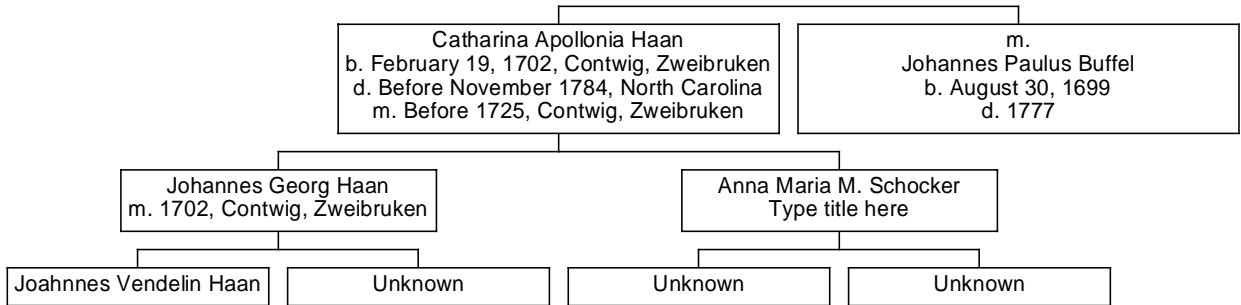 Catharina Apollonia Haan
b. February 19, 1702, Contwig, Zweibruken
d. Before November 1784, North Carolina
m. Before 1725, Contwig, Zweibruken
m.
Johannes Paulus Buffel
b. August 30, 1699
d. 1777
Johannes Georg Haan
m. 1702, Contwig, Zweibruken
Anna Maria M. Schocker
Type title here
Joahnnes Vendelin Haan
Unknown
Unknown
Unknown